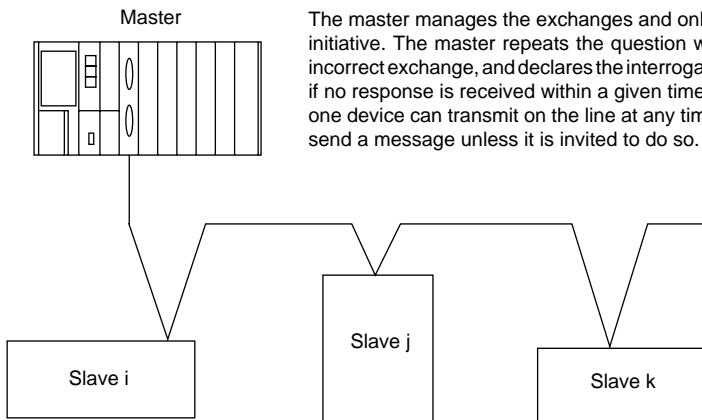 Master
The master manages the exchanges and only
initiative. The master repeats the question w
incorrect exchange, and declares the interroga
if no response is received within a given time
one device can transmit on the line at any tim
send a message unless it is invited to do so.
Slave j
Slave i
Slave k